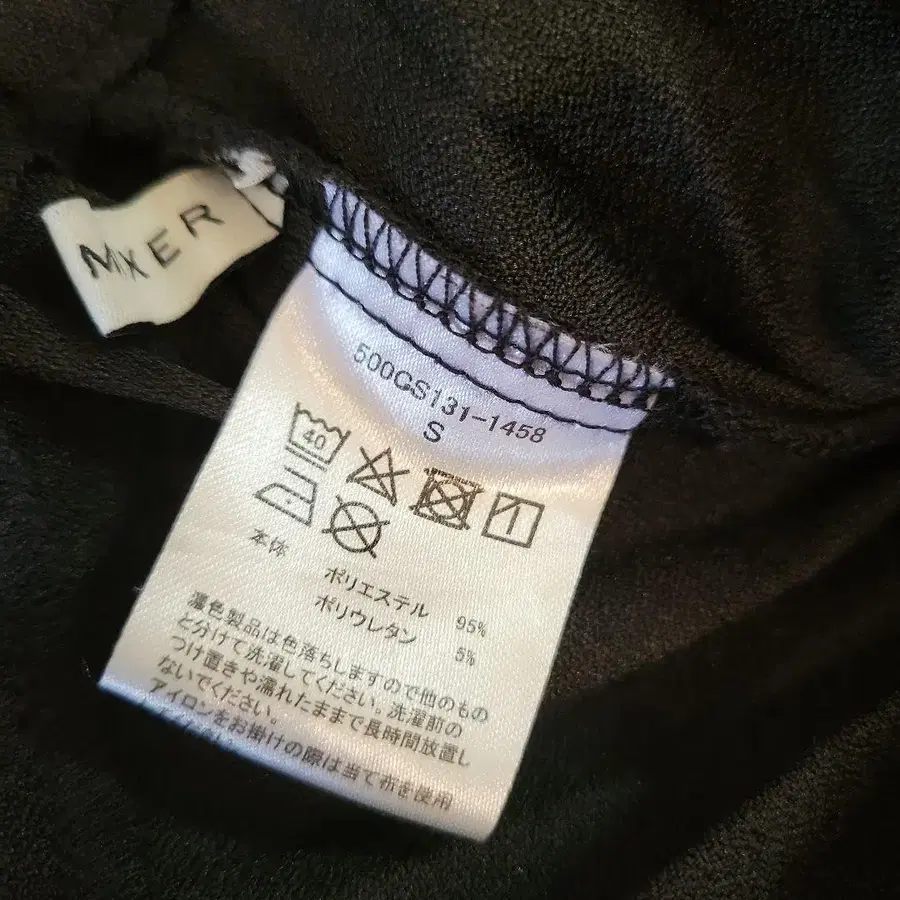 MIXER
500CS131-1458
S
40
本体
ポリエステル 95%
ポリウレタン 5%
濃色製品は色落ちしますので他のもの
と分けて洗濯してください。洗濯前の
つけ置きや濡れたままで長時間放置し
ないでください。
アイロンをお掛けの際は当て布を使用